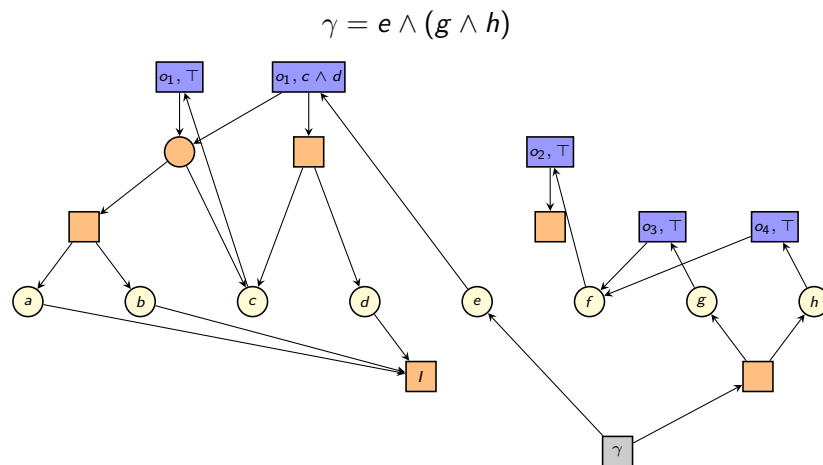 γ = e ∧ (g ∧ h)
o₁, ⊤
o₁, c ∧ d
o₂, ⊤
o₃, ⊤
o₄, ⊤
a
b
c
d
e
f
g
h
I
γ